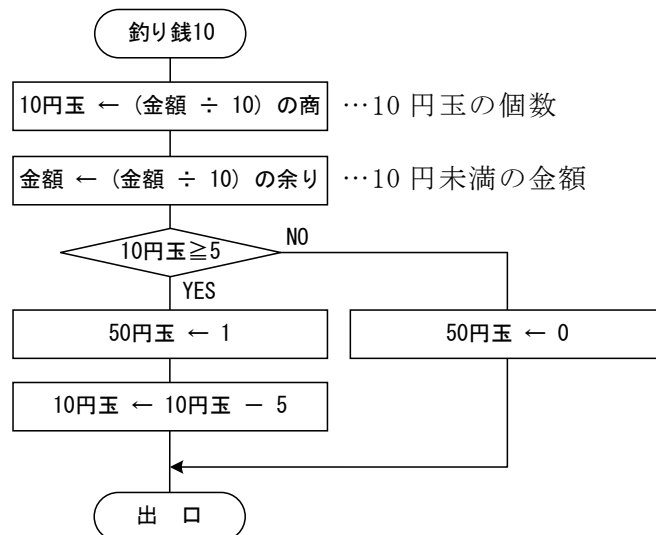 釣り銭10
10円玉 ← (金額 ÷ 10) の商 …10 円玉の個数
金額 ← (金額 ÷ 10) の余り …10 円未満の金額
10円玉≧5
NO
YES
50円玉 ← 1
50円玉 ← 0
10円玉 ← 10円玉 － 5
出 口